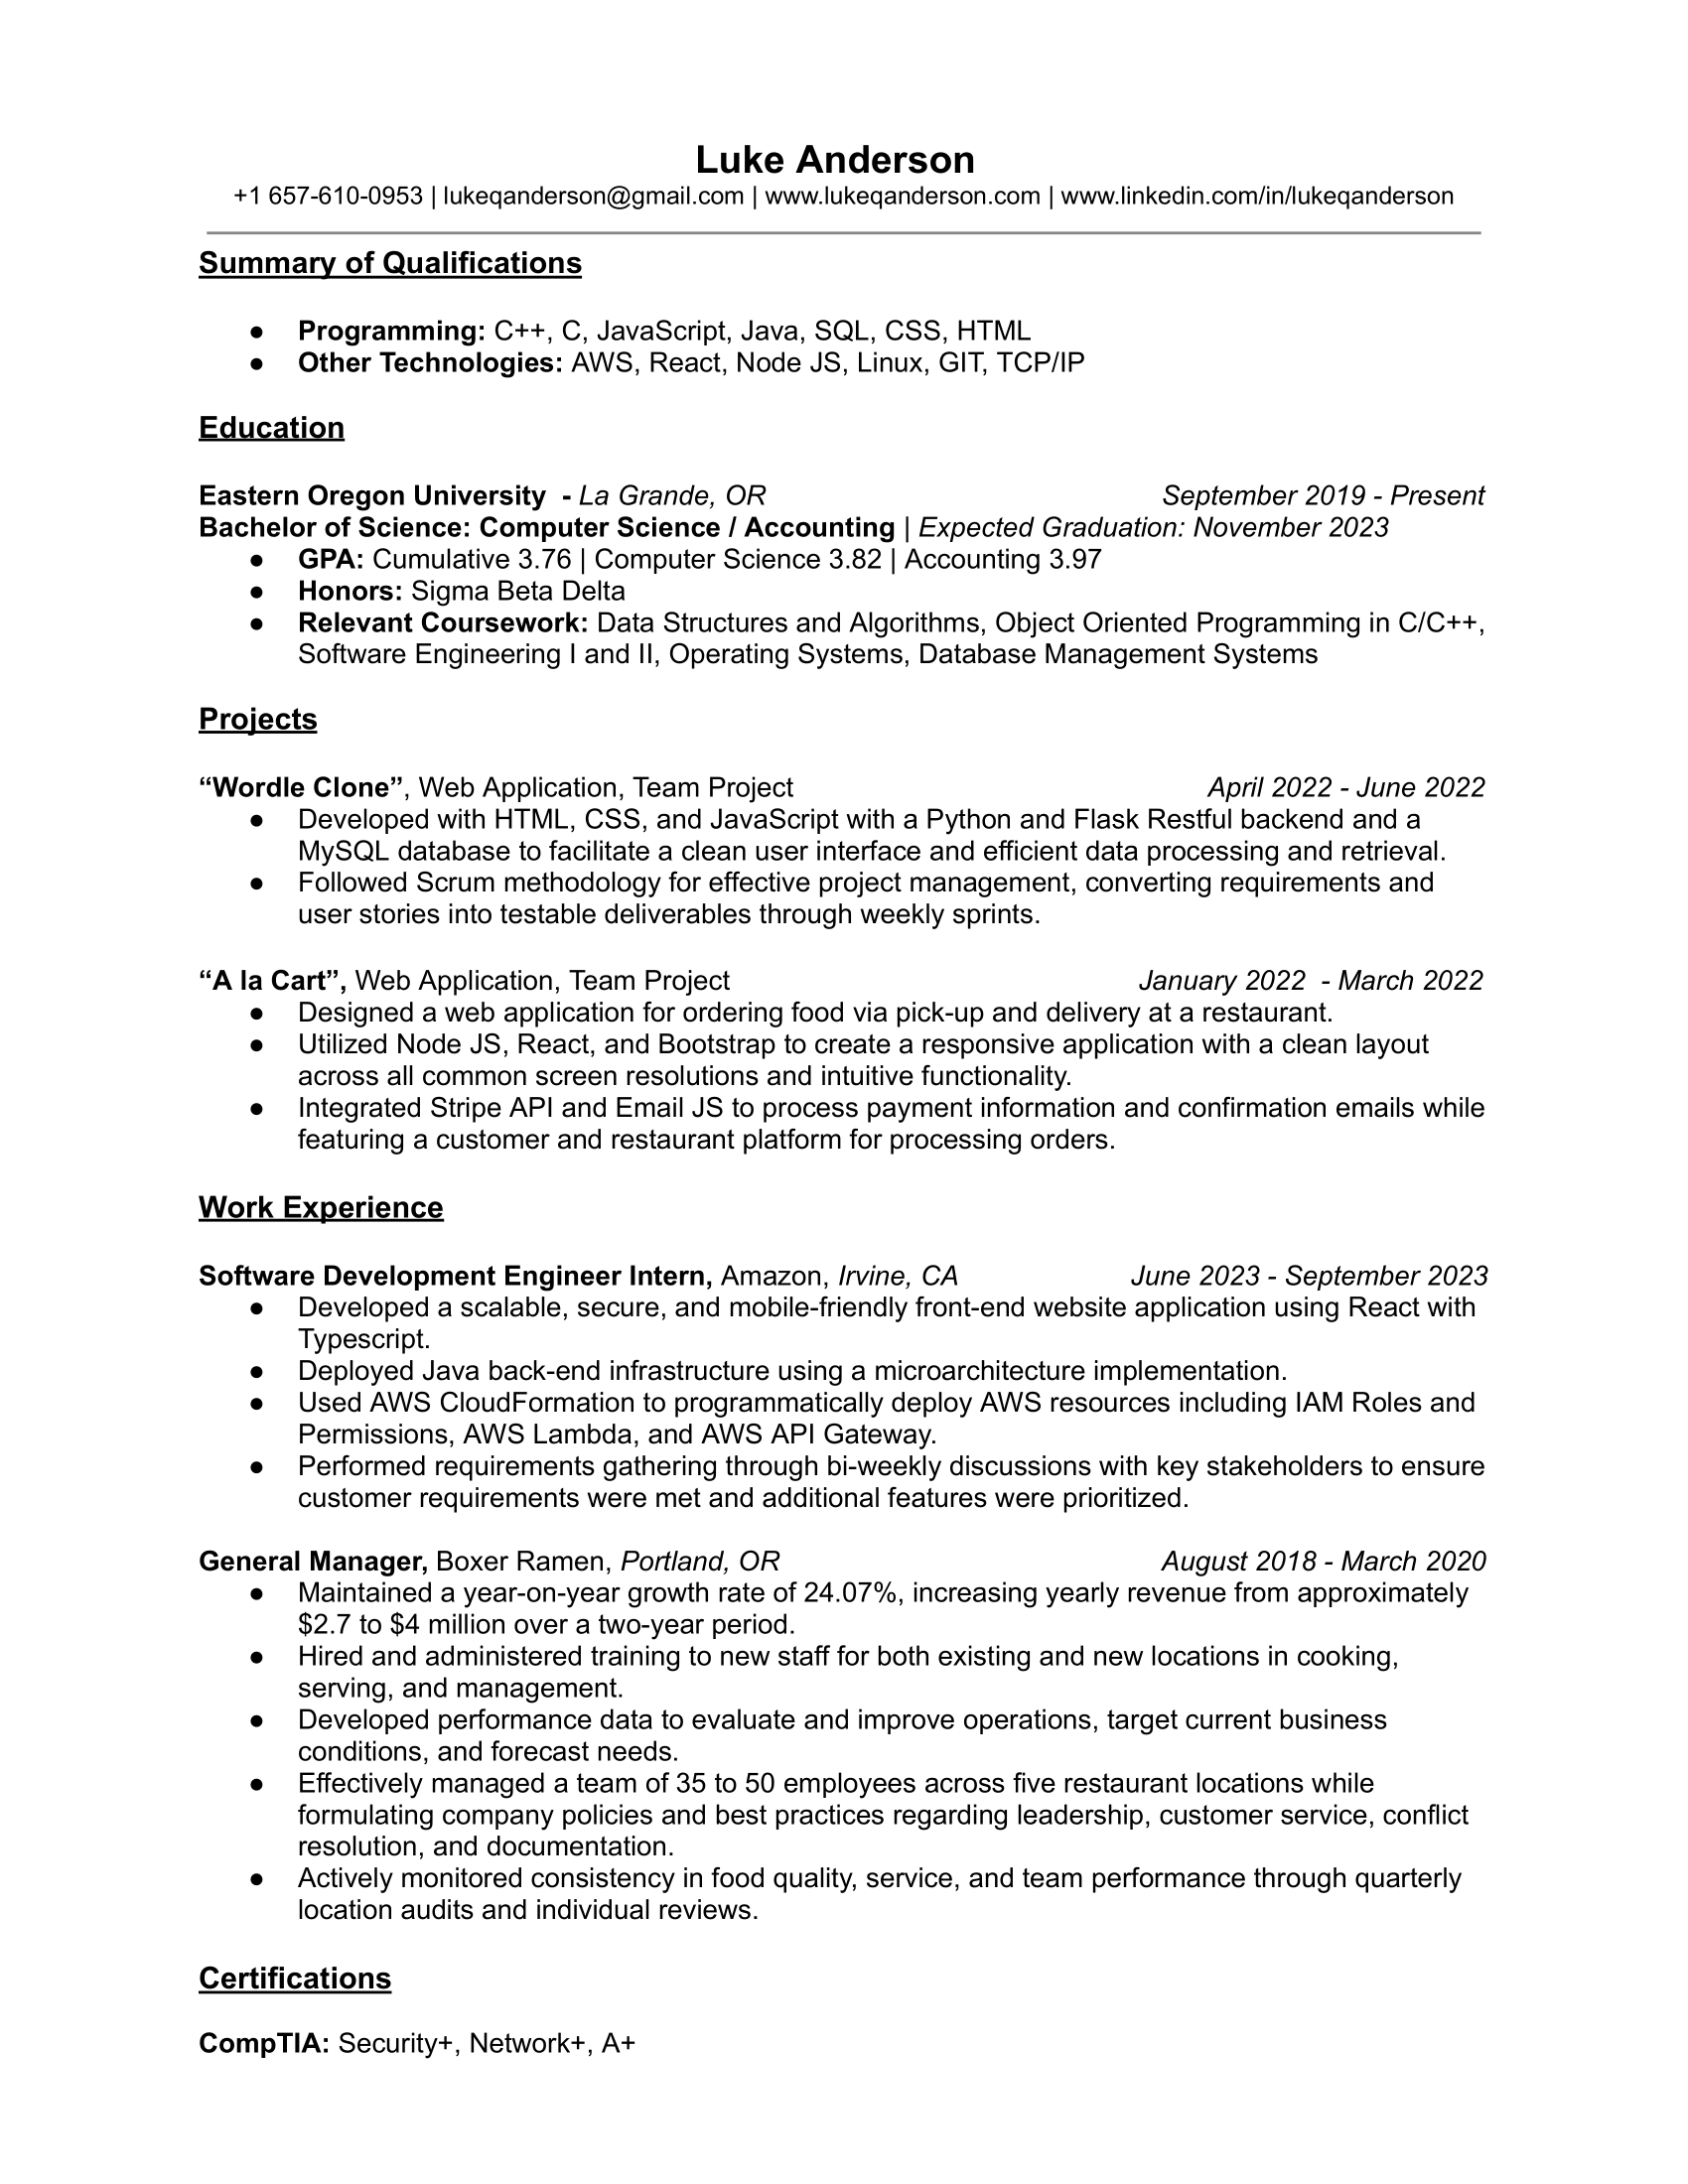 Luke Anderson
+1 657-610-0953 | lukeqanderson@gmail.com | www.lukeqanderson.com | www.linkedin.com/in/lukeqanderson
Summary of Qualifications
● Programming: C++, C, JavaScript, Java, SQL, CSS, HTML
● Other Technologies: AWS, React, Node JS, Linux, GIT, TCP/IP
Education
Eastern Oregon University - La Grande, OR September 2019 - Present
Bachelor of Science: Computer Science / Accounting | Expected Graduation: November 2023
● GPA: Cumulative 3.76 | Computer Science 3.82 | Accounting 3.97
● Honors: Sigma Beta Delta
● Relevant Coursework: Data Structures and Algorithms, Object Oriented Programming in C/C++,
Software Engineering I and II, Operating Systems, Database Management Systems
Projects
“Wordle Clone”, Web Application, Team Project April 2022 - June 2022
● Developed with HTML, CSS, and JavaScript with a Python and Flask Restful backend and a
MySQL database to facilitate a clean user interface and efficient data processing and retrieval.
● Followed Scrum methodology for effective project management, converting requirements and
user stories into testable deliverables through weekly sprints.
“A la Cart”, Web Application, Team Project January 2022 - March 2022
● Designed a web application for ordering food via pick-up and delivery at a restaurant.
● Utilized Node JS, React, and Bootstrap to create a responsive application with a clean layout
across all common screen resolutions and intuitive functionality.
● Integrated Stripe API and Email JS to process payment information and confirmation emails while
featuring a customer and restaurant platform for processing orders.
Work Experience
Software Development Engineer Intern, Amazon, Irvine, CA June 2023 - September 2023
● Developed a scalable, secure, and mobile-friendly front-end website application using React with
Typescript.
● Deployed Java back-end infrastructure using a microarchitecture implementation.
● Used AWS CloudFormation to programmatically deploy AWS resources including IAM Roles and
Permissions, AWS Lambda, and AWS API Gateway.
● Performed requirements gathering through bi-weekly discussions with key stakeholders to ensure
customer requirements were met and additional features were prioritized.
General Manager, Boxer Ramen, Portland, OR August 2018 - March 2020
● Maintained a year-on-year growth rate of 24.07%, increasing yearly revenue from approximately
$2.7 to $4 million over a two-year period.
● Hired and administered training to new staff for both existing and new locations in cooking,
serving, and management.
● Developed performance data to evaluate and improve operations, target current business
conditions, and forecast needs.
● Effectively managed a team of 35 to 50 employees across five restaurant locations while
formulating company policies and best practices regarding leadership, customer service, conflict
resolution, and documentation.
● Actively monitored consistency in food quality, service, and team performance through quarterly
location audits and individual reviews.
Certifications
CompTIA: Security+, Network+, A+